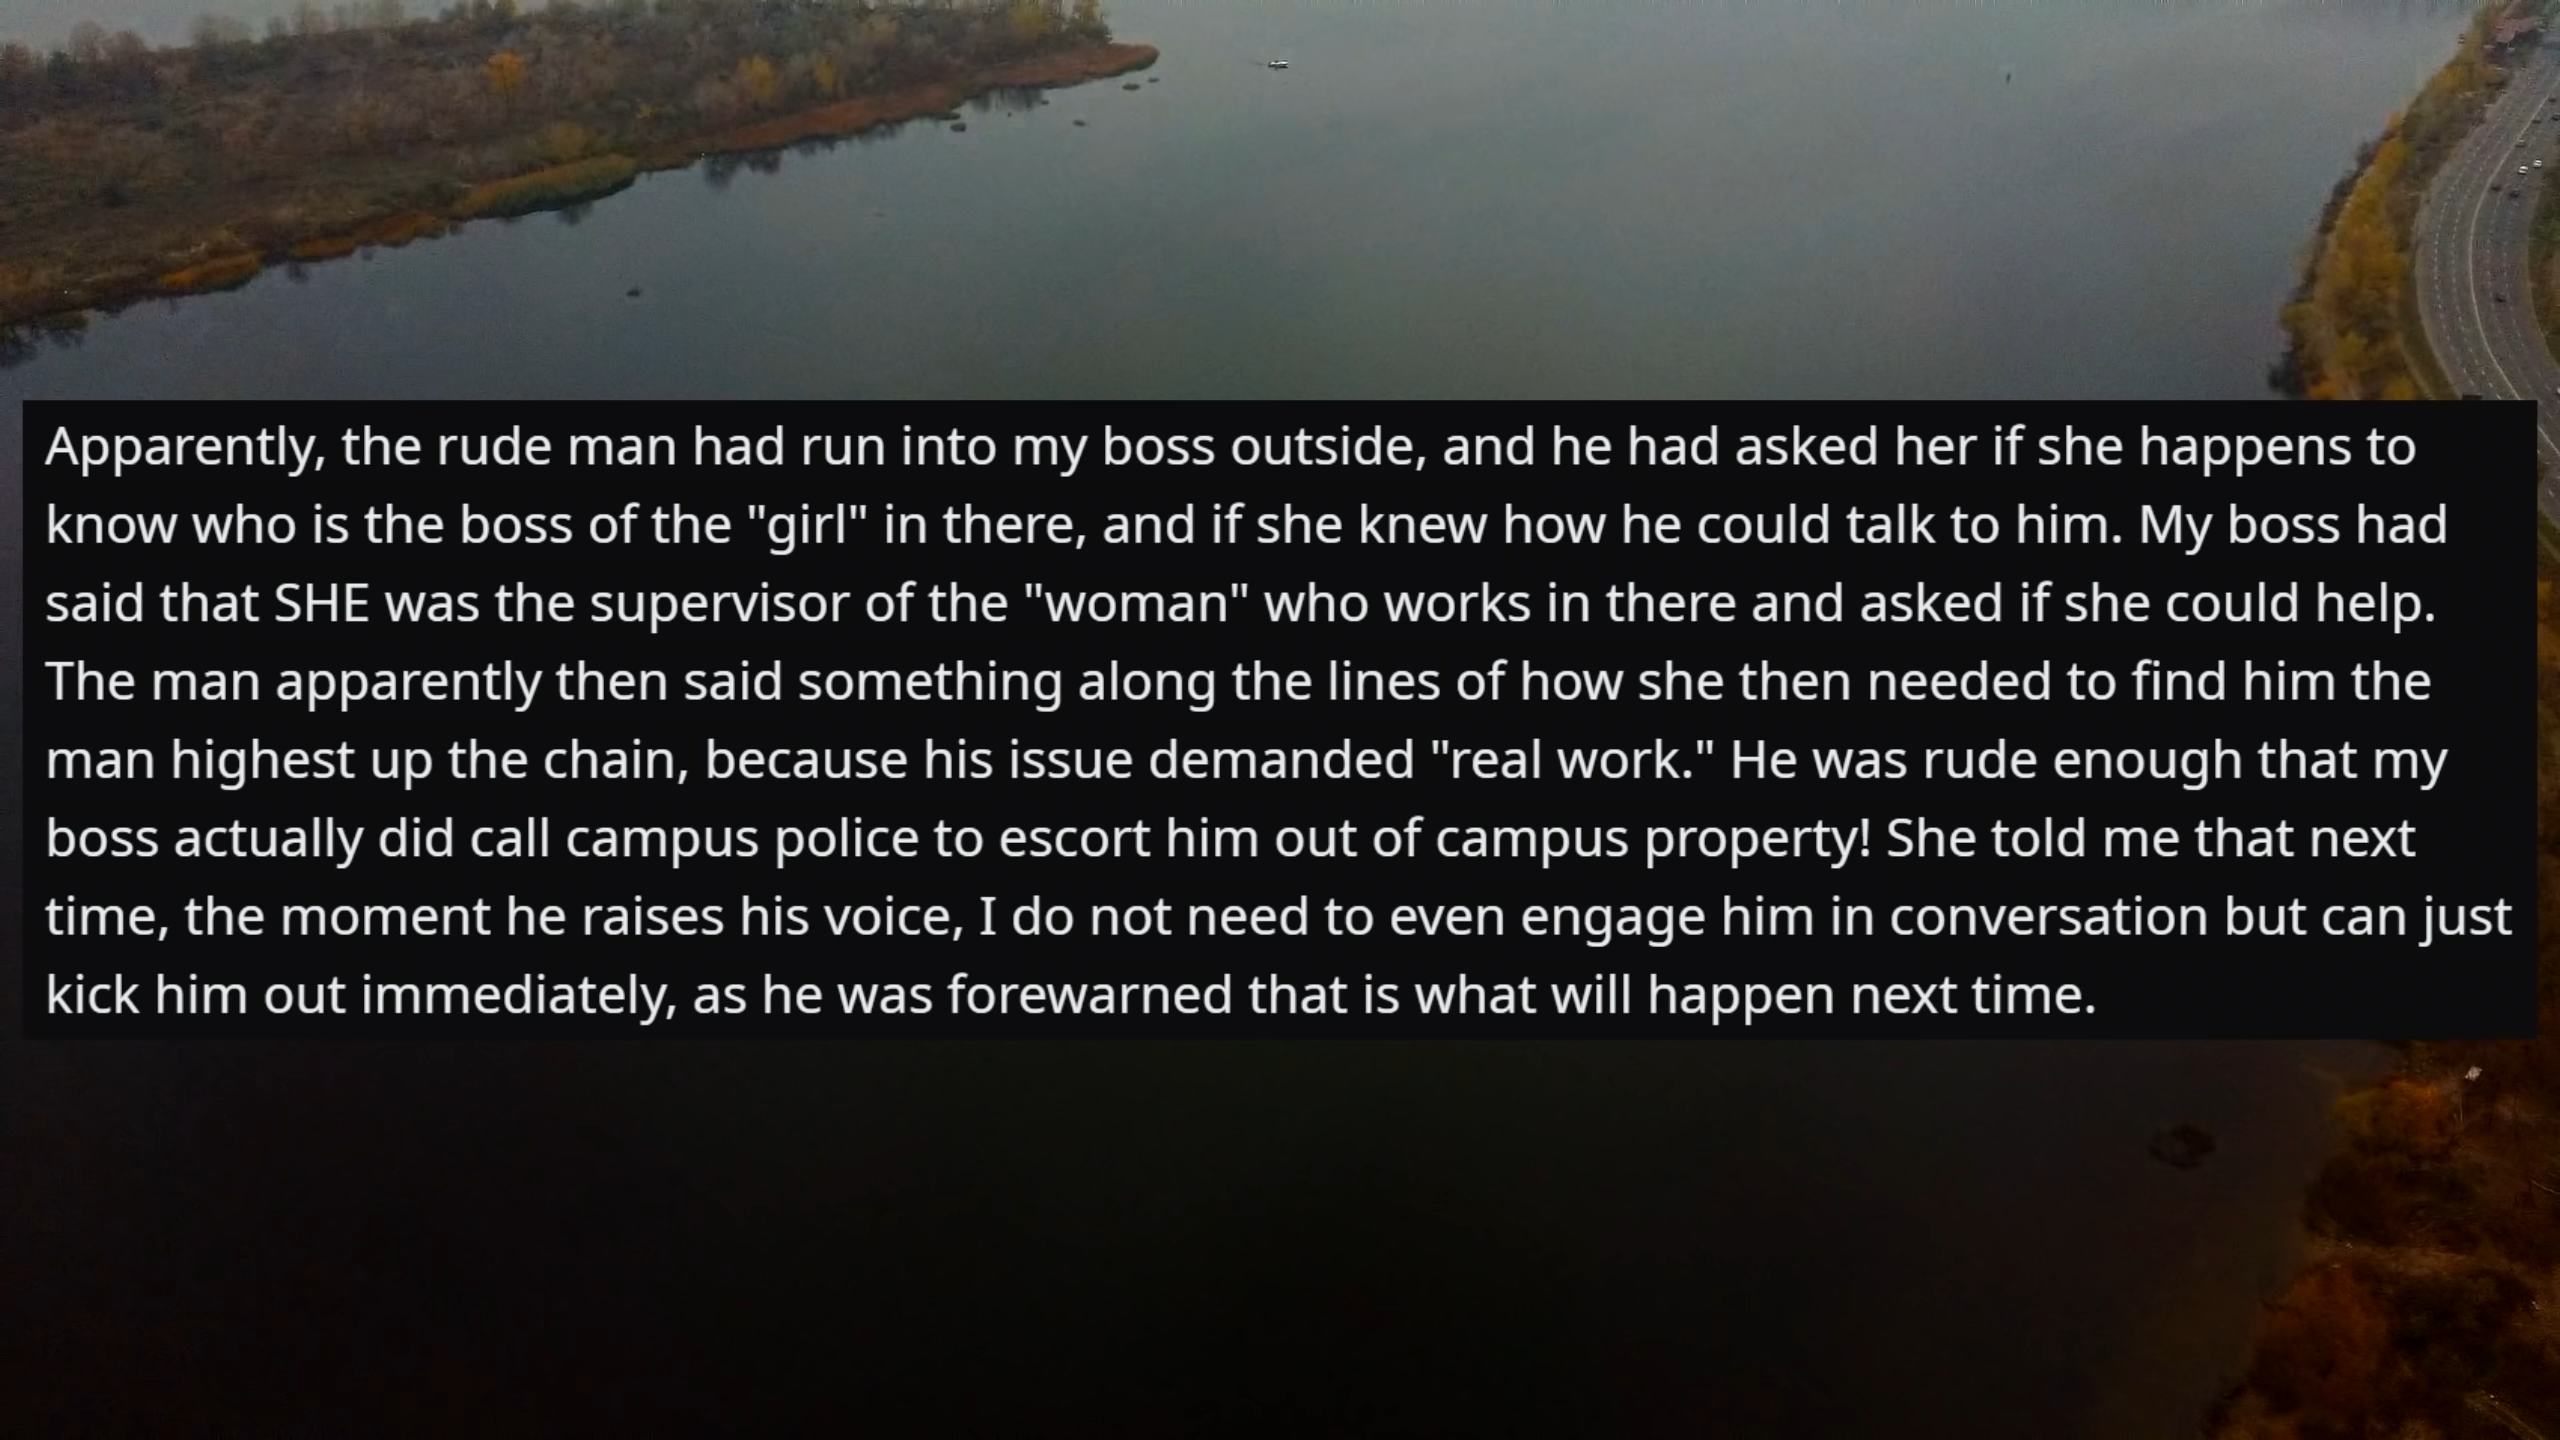 Apparently, the rude man had run into my boss outside, and he had asked her if she happens to
know who is the boss of the "girl" in there, and if she knew how he could talk to him. My boss had
said that SHE was the supervisor of the "woman" who works in there and asked if she could help.
The man apparently then said something along the lines of how she then needed to find him the
man highest up the chain, because his issue demanded "real work." He was rude enough that my
boss actually did call campus police to escort him out of campus property! She told me that next
time, the moment he raises his voice, I do not need to even engage him in conversation but can just
kick him out immediately, as he was forewarned that is what will happen next time.